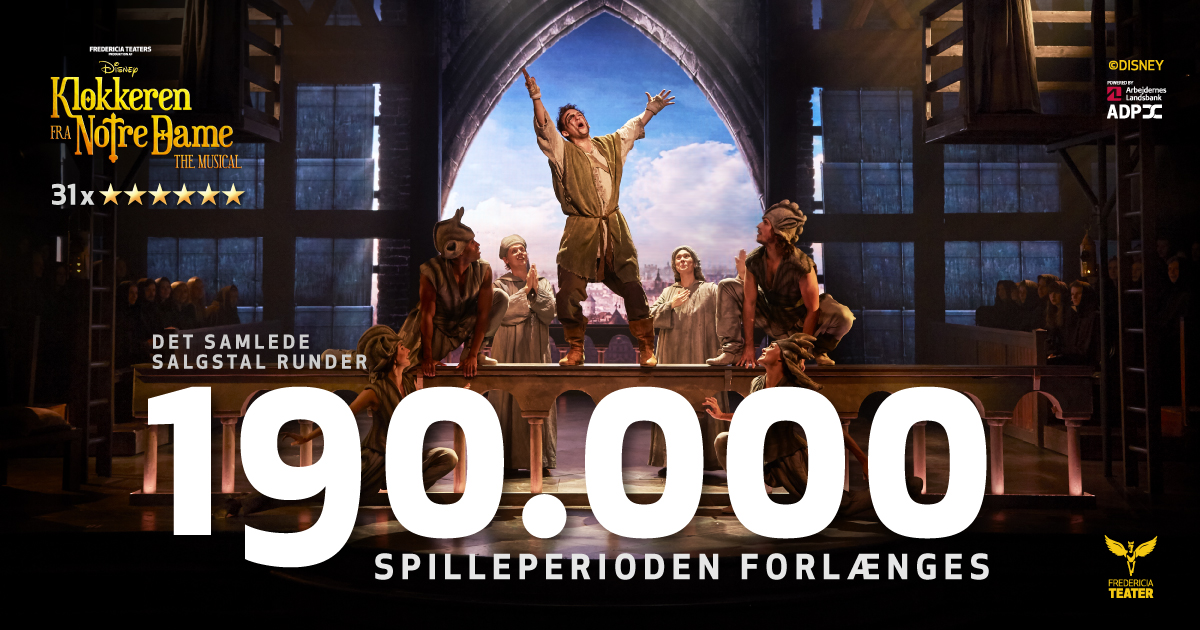 FREDERICIA TEATERS
PRODUKTION AF
Disney
Klokkeren
FRA Notre Dame
THE MUSICAL
31x
DET SAMLEDE
SALGSTAL RUNDER
190.000
SPILLEPERIODEN FORLÆNGES
©DISNEY
POWERED BY
Arbejdernes
Landsbank
ADP
FREDERICIA
TEATER